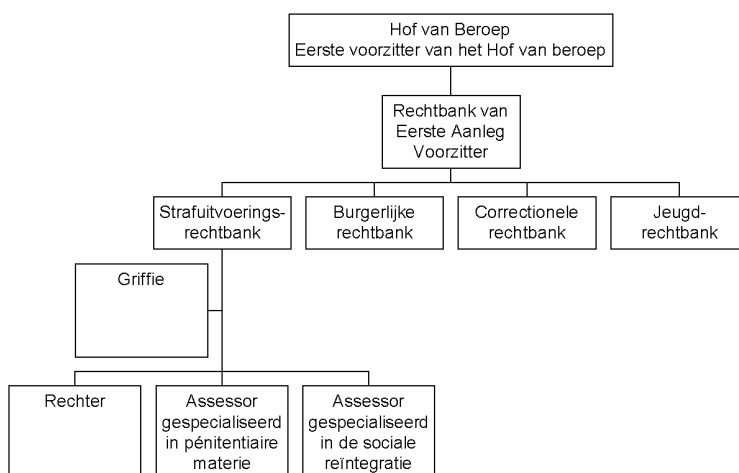 Hof van Beroep
Eerste voorzitter van het Hof van beroep
Rechtbank van
Eerste Aanleg
Voorzitter
Strafuitvoerings-
rechtbank
Burgerlijke
rechtbank
Correctionele
rechtbank
Jeugd-
rechtbank
Griffie
Rechter
Assessor
gespecialiseerd
in pénitentiaire
materie
Assessor
gespecialiseerd
in de sociale
reïntegratie